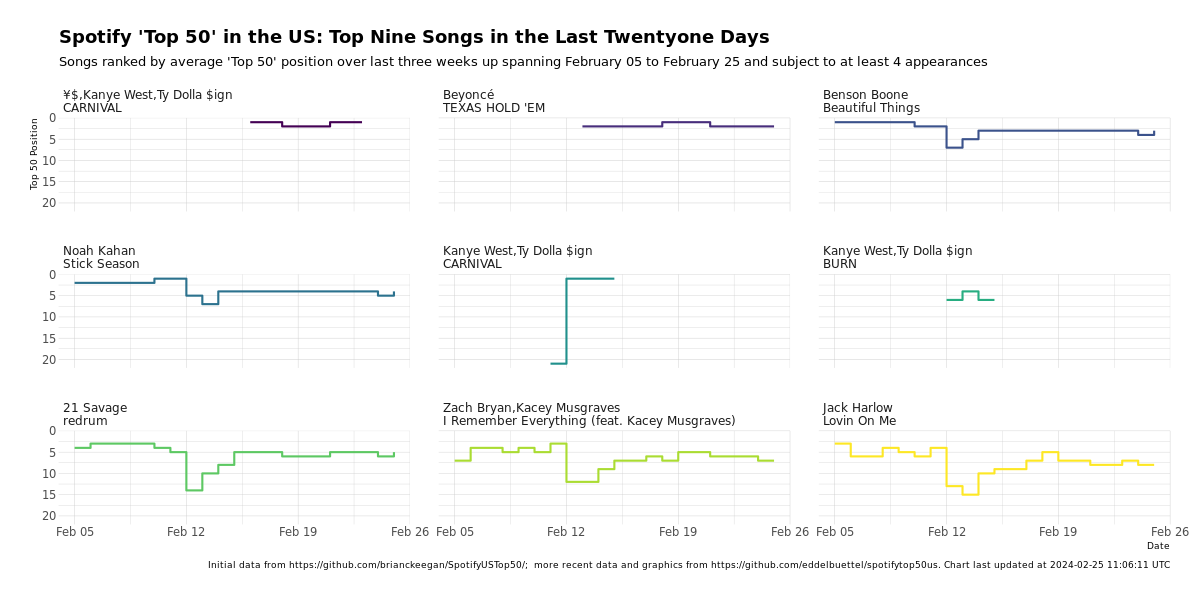 Spotify 'Top 50' in the US: Top Nine Songs in the Last Twentyone Days
Songs ranked by average 'Top 50' position over last three weeks up spanning February 05 to February 25 and subject to at least 4 appearances
¥$,Kanye West,Ty Dolla $ign
CARNIVAL
Beyoncé
TEXAS HOLD 'EM
Benson Boone
Beautiful Things
Top 50 Position
0
5
10
15
20
Noah Kahan
Stick Season
Kanye West,Ty Dolla $ign
CARNIVAL
Kanye West,Ty Dolla $ign
BURN
0
5
10
15
20
21 Savage
redrum
Zach Bryan,Kacey Musgraves
I Remember Everything (feat. Kacey Musgraves)
Jack Harlow
Lovin On Me
0
5
10
15
20
Feb 05 Feb 12 Feb 19 Feb 26 Feb 05 Feb 12 Feb 19 Feb 26 Feb 05 Feb 12 Feb 19 Feb 26
Date
Initial data from https://github.com/brianckeegan/SpotifyUSTop50/;  more recent data and graphics from https://github.com/eddelbuettel/spotifytop50us. Chart last updated at 2024-02-25 11:06:11 UTC